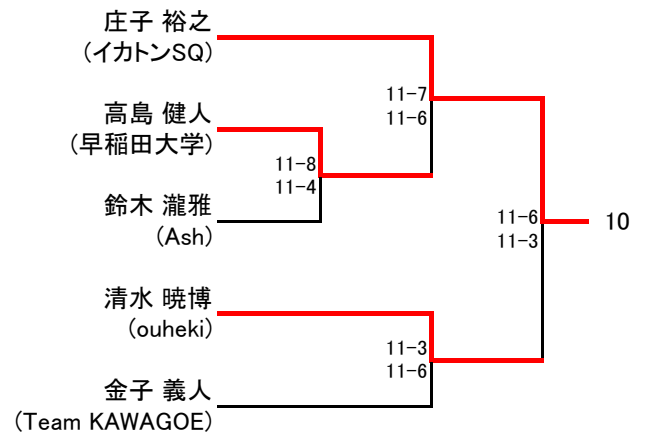 庄子 裕之
(イカトンSQ)
11-7
11-6
高島 健人
(早稲田大学)
11-8
11-4
鈴木 瀧雅
(Ash)
11-6
11-3
10
清水 暁博
(ouheki)
11-3
11-6
金子 義人
(Team KAWAGOE)